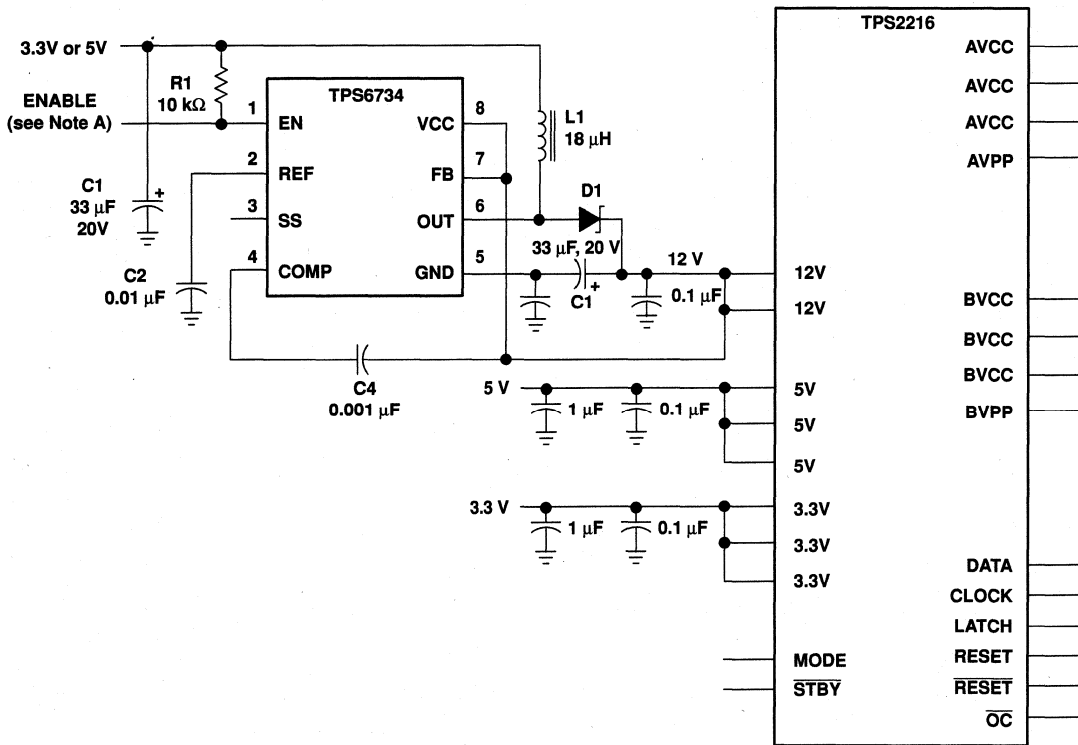 TPS2216
3.3V or 5V
AVCC
R1
10 kΩ
TPS6734
AVCC
ENABLE
(see Note A)
1
EN
VCC
8
L1
18 μH
AVCC
2
REF
FB
7
AVPP
C1
33 μF
20V
+
3
SS
OUT
6
D1
33 μF, 20 V
4
COMP
GND
5
C1
+
12 V
0.1 μF
12V
12V
C2
0.01 μF
BVCC
BVCC
BVCC
BVPP
C4
0.001 μF
5 V
1 μF
0.1 μF
5V
5V
5V
3.3 V
1 μF
0.1 μF
3.3V
3.3V
3.3V
DATA
CLOCK
LATCH
MODE
RESET
STBY
RESET
OC